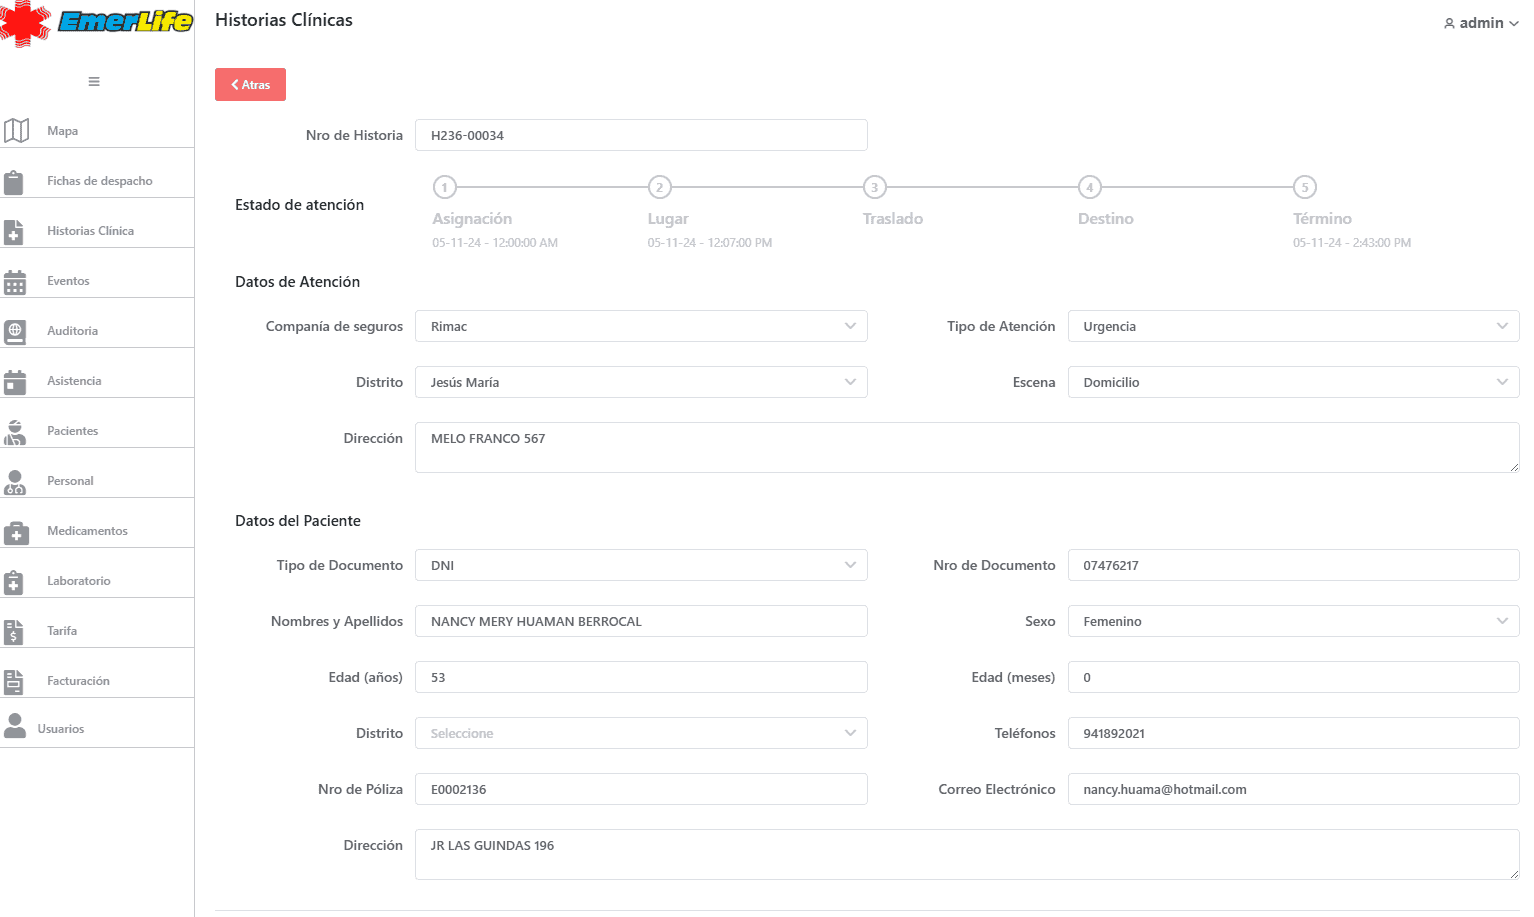 EmerLife
Historias Clínicas
admin
Atras
Mapa
Fichas de despacho
Historias Clínica
Eventos
Auditoria
Asistencia
Pacientes
Personal
Medicamentos
Laboratorio
Tarifa
Facturación
Usuarios
Nro de Historia H236-00034
Estado de atención
1 2 3 4 5
Asignación Lugar Traslado Destino Término
05-11-24 - 12:00:00 AM 05-11-24 - 12:07:00 PM 05-11-24 - 2:43:00 PM
Datos de Atención
Companía de seguros Rimac Tipo de Atención Urgencia
Distrito Jesús María Escena Domicilio
Dirección MELO FRANCO 567
Datos del Paciente
Tipo de Documento DNI Nro de Documento 07476217
Nombres y Apellidos NANCY MERY HUAMAN BERROCAL Sexo Femenino
Edad (años) 53 Edad (meses) 0
Distrito Seleccione Teléfonos 941892021
Nro de Póliza E0002136 Correo Electrónico nancy.huama@hotmail.com
Dirección JR LAS GUINDAS 196